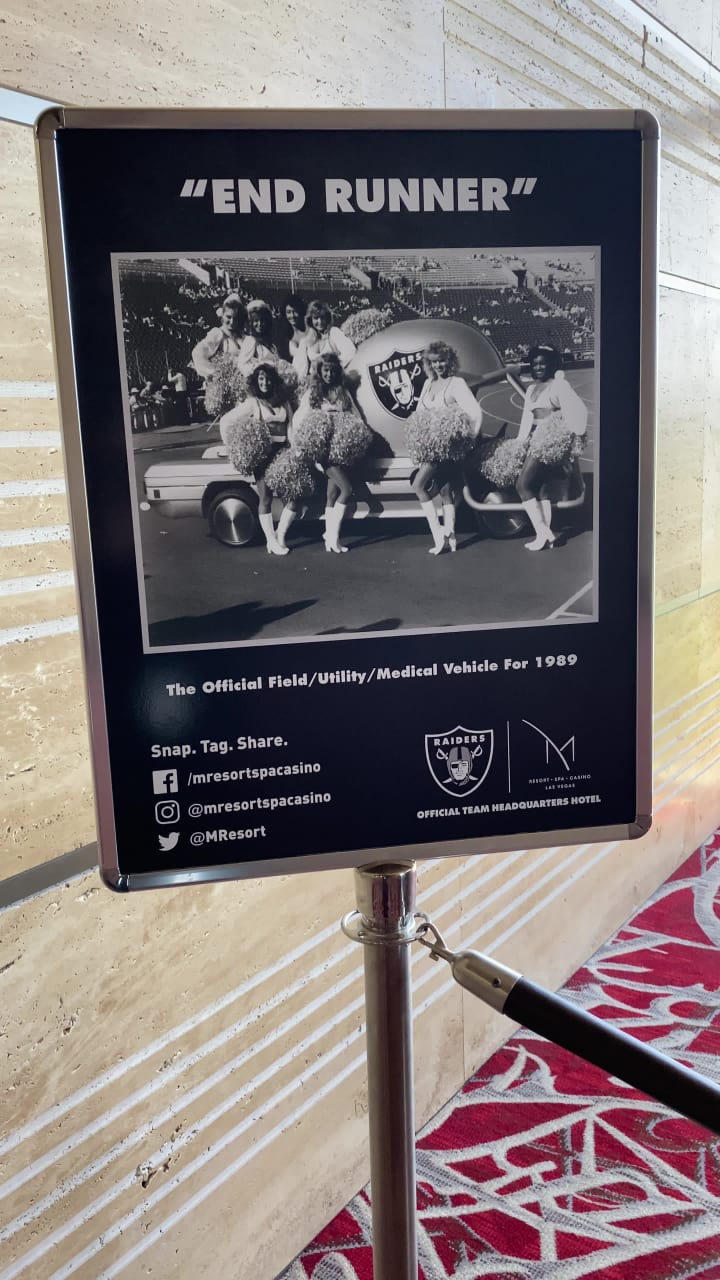 "END RUNNER"
RAIDERS
The Official Field/Utility/Medical Vehicle For 1989
Snap. Tag. Share.
/mresortspacasino
@mresortspacasino
@MResort
RAIDERS
M
RESORT • SPA • CASINO
LAS VEGAS
OFFICIAL TEAM HEADQUARTERS HOTEL